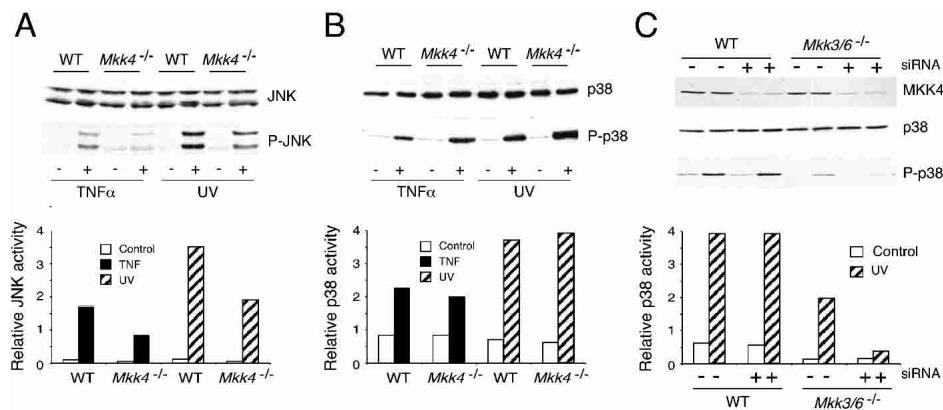 A
WT Mkk4 -/- WT Mkk4 -/-
JNK
P-JNK
- + - + - + - +
TNFα UV
Relative JNK activity
4
3
2
1
0
Control
TNF
UV
WT Mkk4 -/- WT Mkk4 -/-
B
WT Mkk4 -/- WT Mkk4 -/-
p38
P-p38
- + - + - + - +
TNFα UV
Relative p38 activity
4
3
2
1
0
Control
TNF
UV
WT Mkk4 -/- WT Mkk4 -/-
C
WT Mkk3/6 -/-
- - + + - - + + siRNA
MKK4
p38
P-p38
Relative p38 activity
4
3
2
1
0
Control
UV
- - + + - - + + siRNA
WT Mkk3/6 -/-